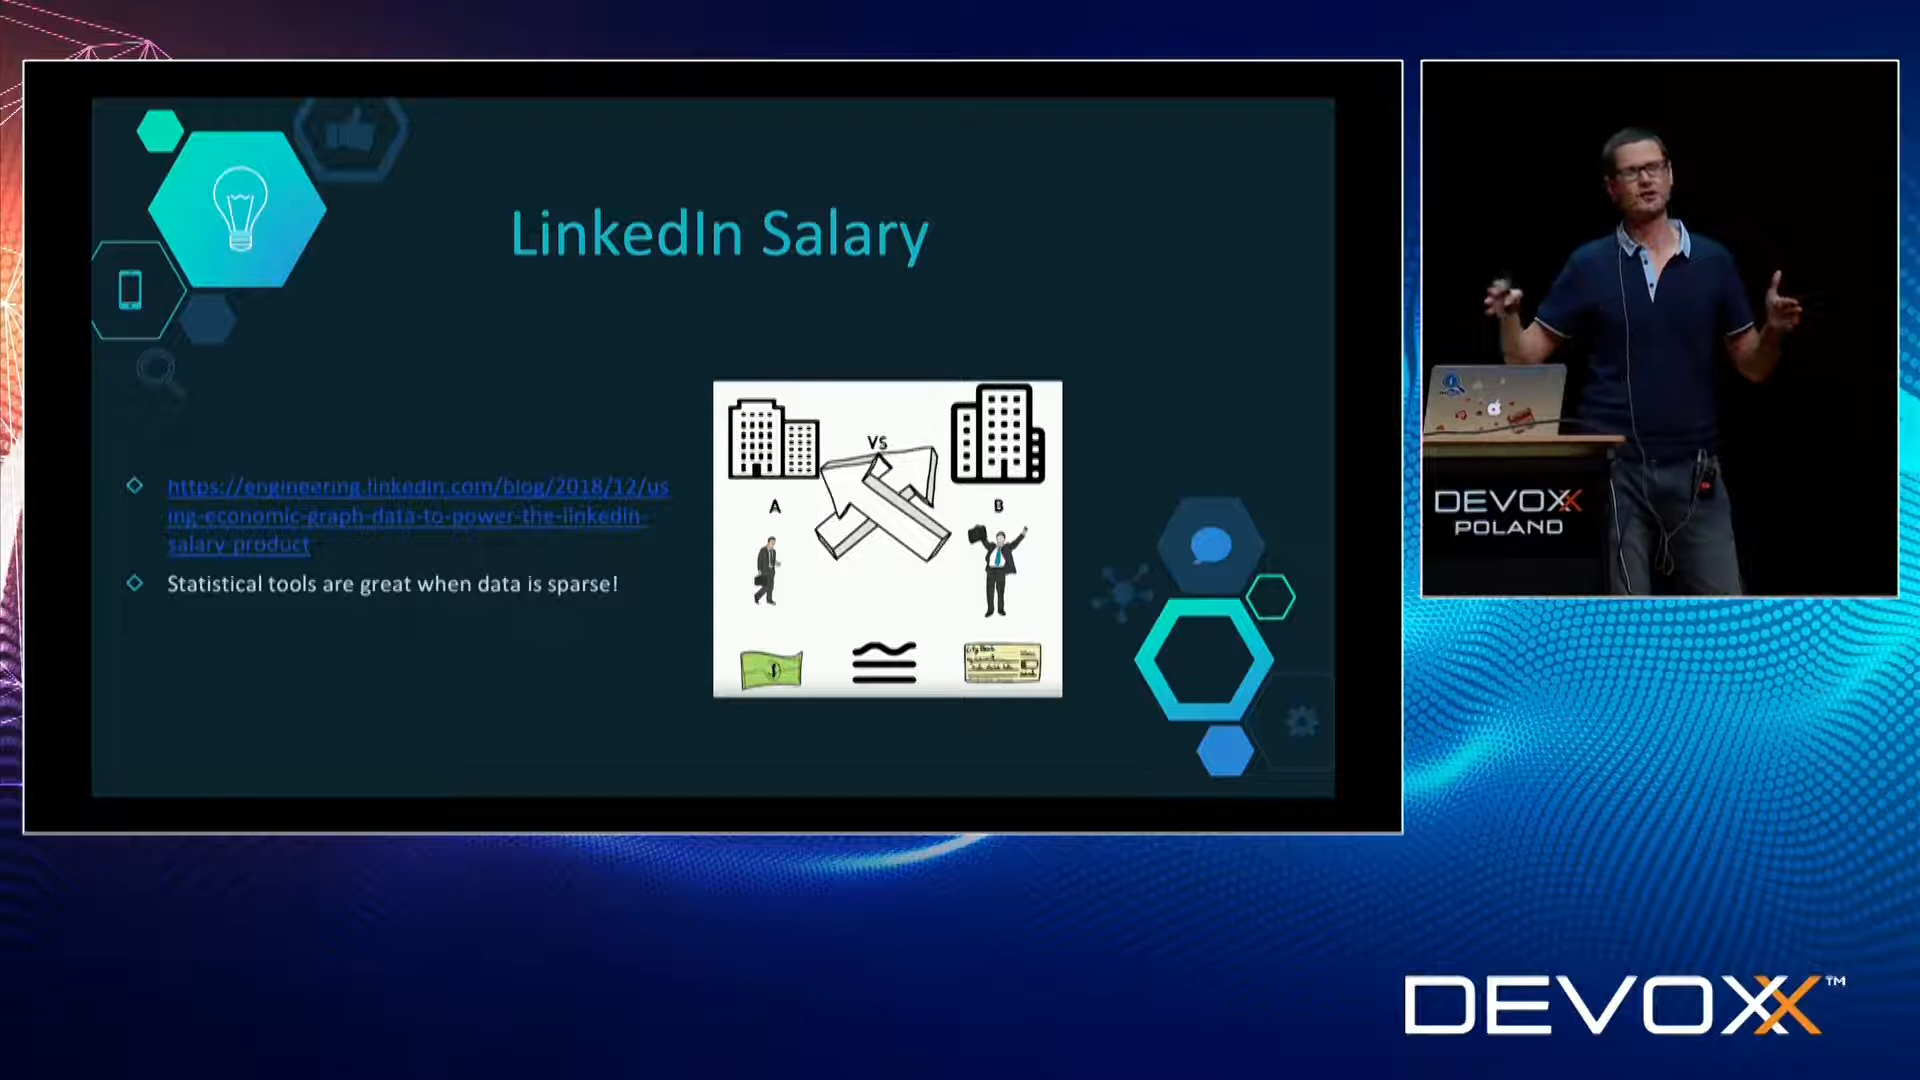 LinkedIn Salary
https://engineering.linkedin.com/blog/2018/12/us
ing-economic-graph-data-to-power-the-linkedin-
salary-product
Statistical tools are great when data is sparse!
VS
A
B
DEVOXX
POLAND
DEVOXX™